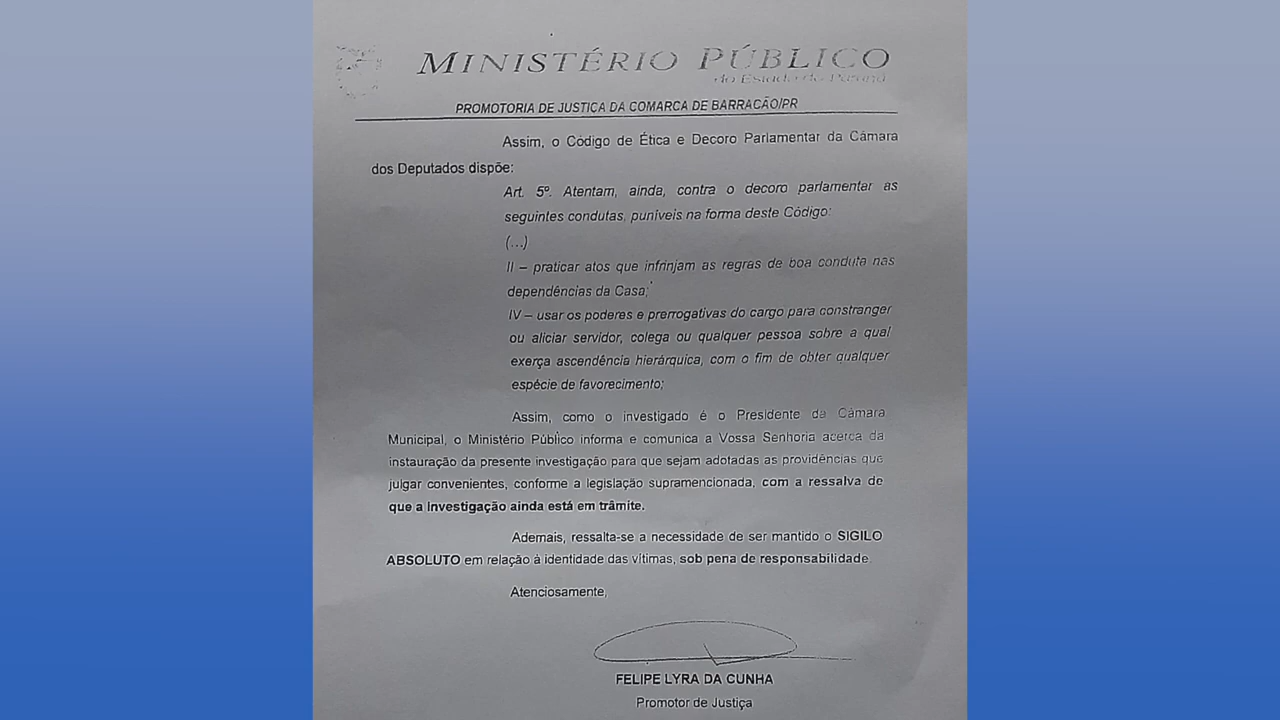 MINISTÉRIO PÚBLICO
do Estado do Paraná
PROMOTORIA DE JUSTIÇA DA COMARCA DE BARRACÃO/PR
Assim, o Código de Ética e Decoro Parlamentar da Câmara
dos Deputados dispõe:
Art. 5º. Atentam, ainda, contra o decoro parlamentar as
seguintes condutas, puníveis na forma deste Código:
(...)
II – praticar atos que infrinjam as regras de boa conduta nas
dependências da Casa;
IV – usar os poderes e prerrogativas do cargo para constranger
ou aliciar servidor, colega ou qualquer pessoa sobre a qual
exerça ascendência hierárquica, com o fim de obter qualquer
espécie de favorecimento;
Assim, como o investigado é o Presidente da Câmara
Municipal, o Ministério Público informa e comunica a Vossa Senhoria acerca da
instauração da presente investigação para que sejam adotadas as providências que
julgar convenientes, conforme a legislação supramencionada, com a ressalva de
que a Investigação ainda está em trâmite.
Ademais, ressalta-se a necessidade de ser mantido o SIGILO
ABSOLUTO em relação à identidade das vítimas, sob pena de responsabilidade.
Atenciosamente,
FELIPE LYRA DA CUNHA
Promotor de Justiça